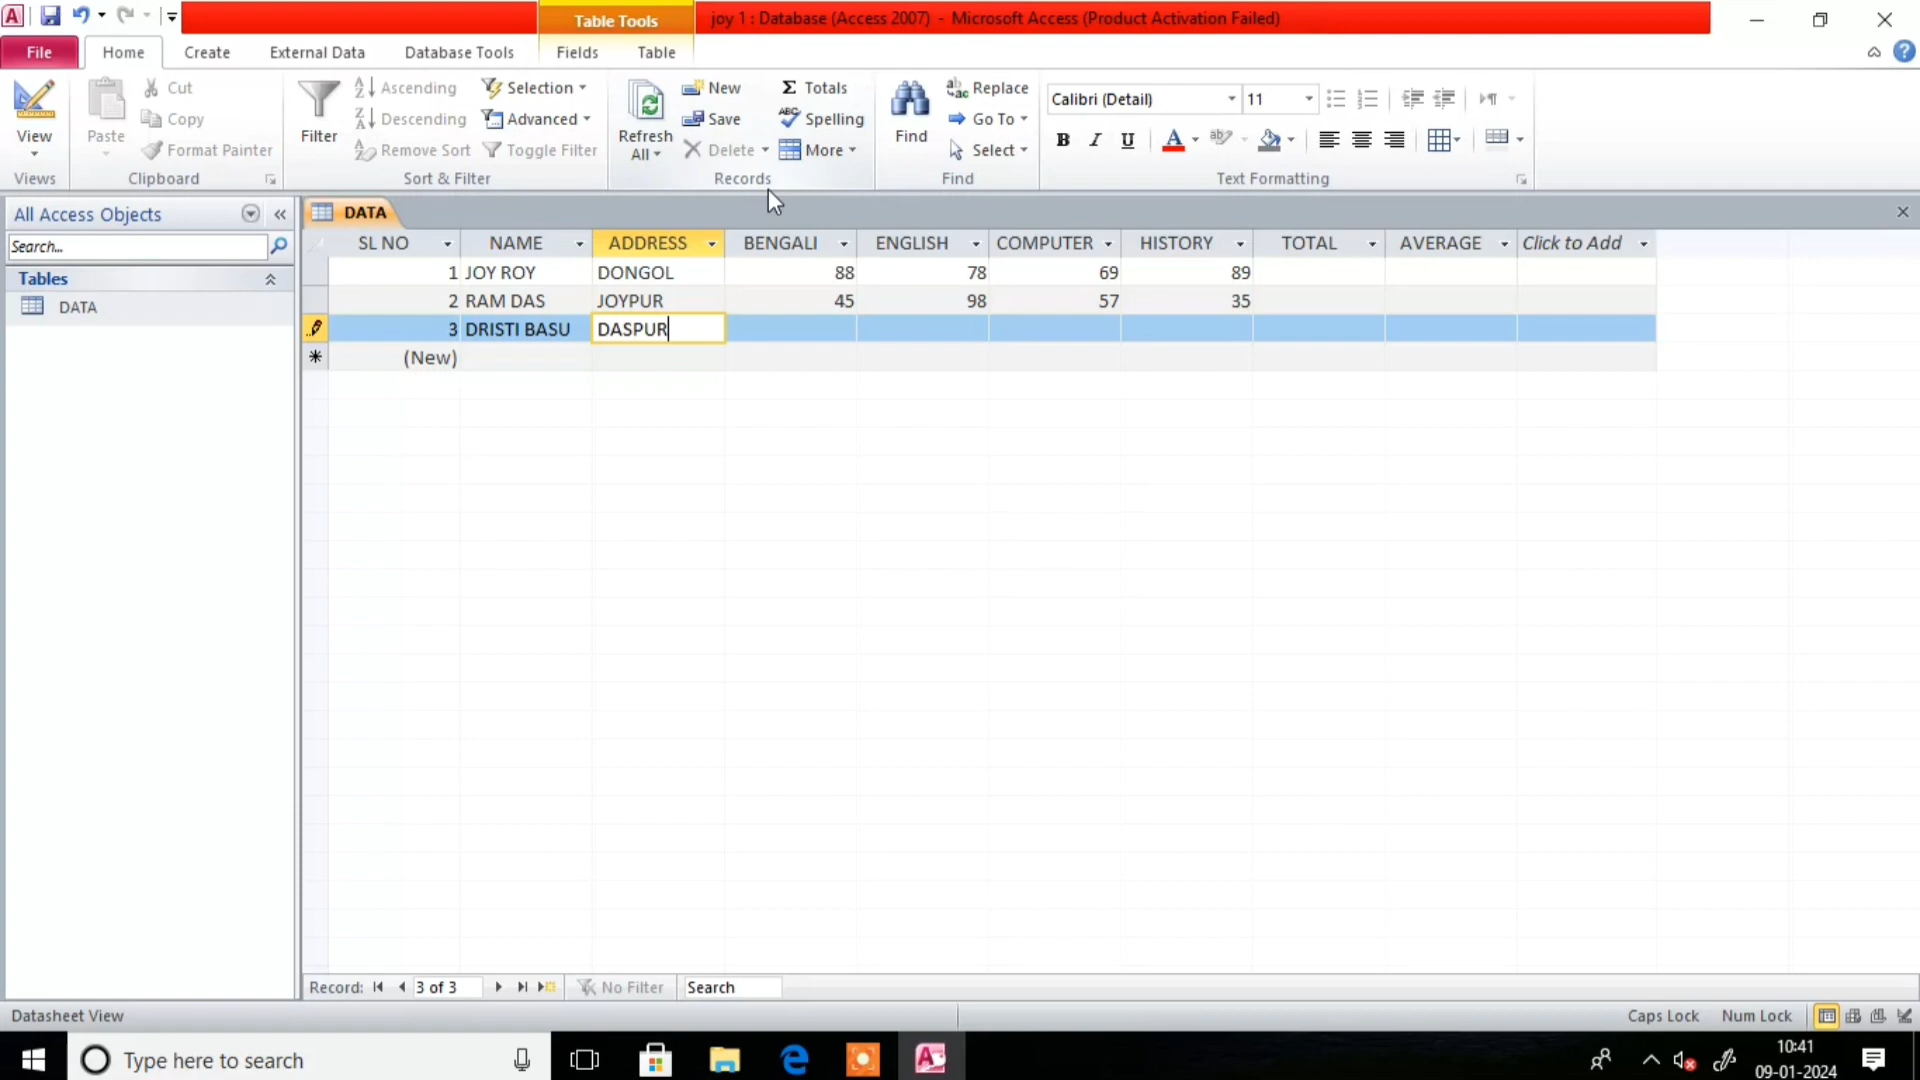 Table Tools joy 1 : Database (Access 2007) - Microsoft Access (Product Activation Failed)
File Home Create External Data Database Tools Fields Table
Cut Ascending Selection New Totals Replace Calibri (Detail) 11
Copy Descending Advanced Save Spelling Go To
View Paste Format Painter Filter Remove Sort Toggle Filter Refresh All Delete More Find Select B I U A
Views Clipboard Sort & Filter Records Find Text Formatting
All Access Objects
Search...
Tables
DATA
DATA
SL NO NAME ADDRESS BENGALI ENGLISH COMPUTER HISTORY TOTAL AVERAGE Click to Add
1 JOY ROY DONGOL 88 78 69 89
2 RAM DAS JOYPUR 45 98 57 35
3 DRISTI BASU DASPUR
(New)
Record: 3 of 3 No Filter Search
Datasheet View Caps Lock Num Lock
Type here to search 10:41
09-01-2024